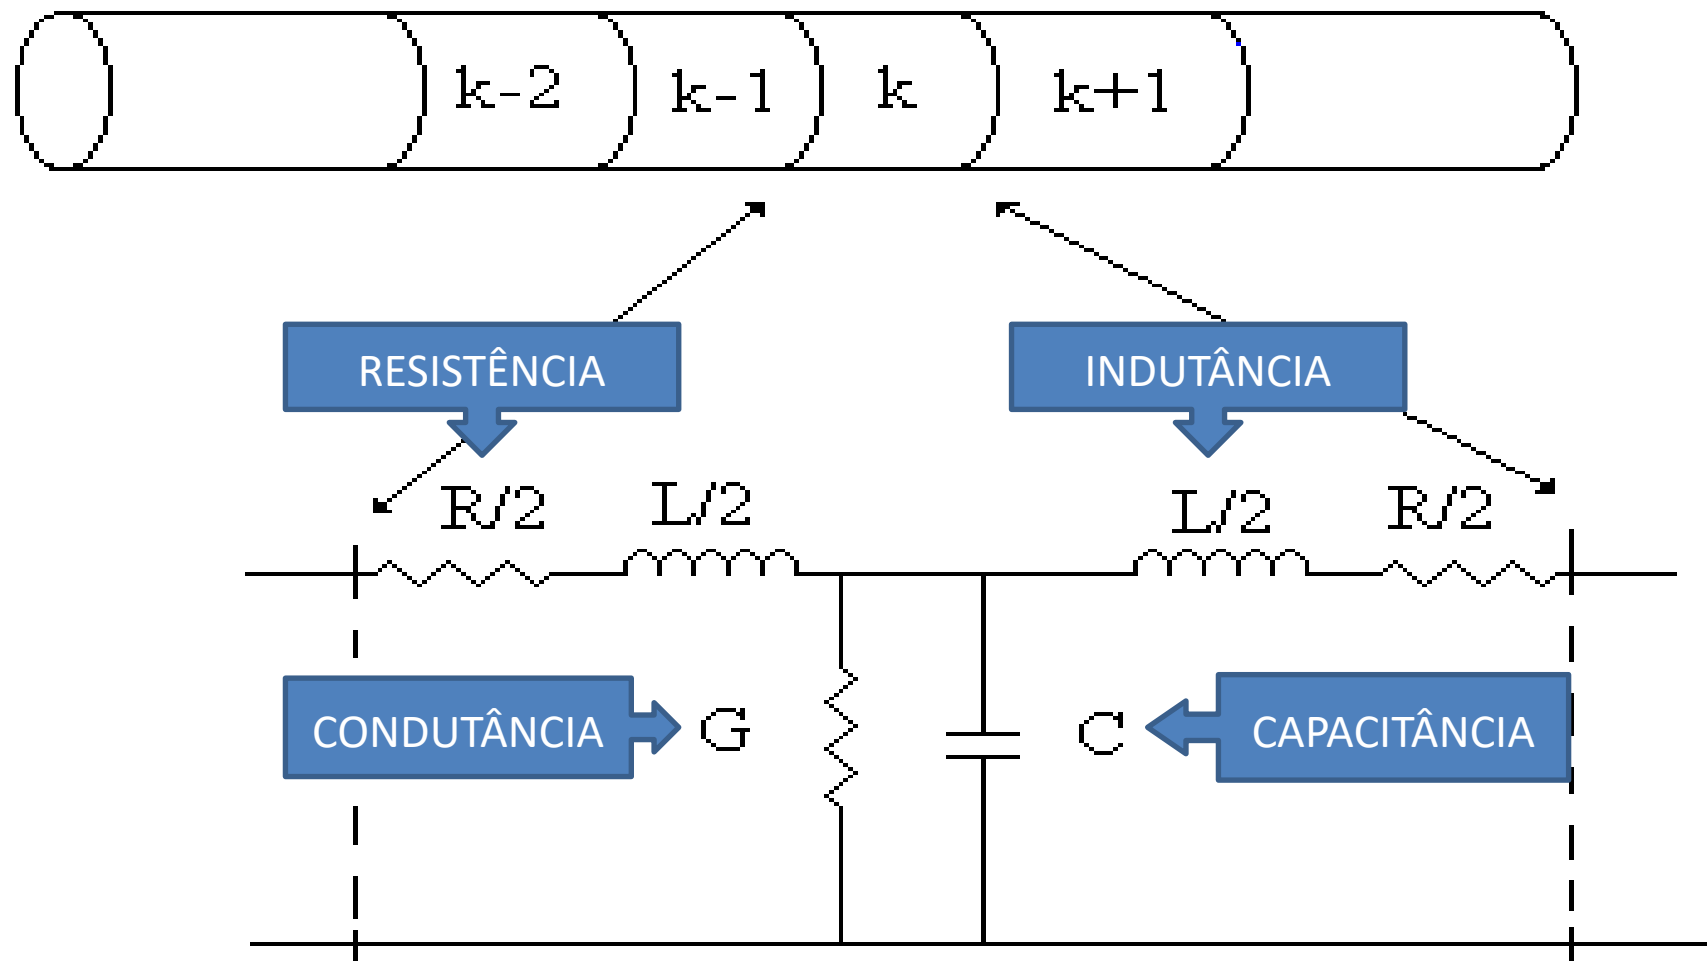 k-2 k-1 k k+1
RESISTÊNCIA INDUTÂNCIA
R/2 L/2 L/2 R/2
CONDUTÂNCIA G C CAPACITÂNCIA